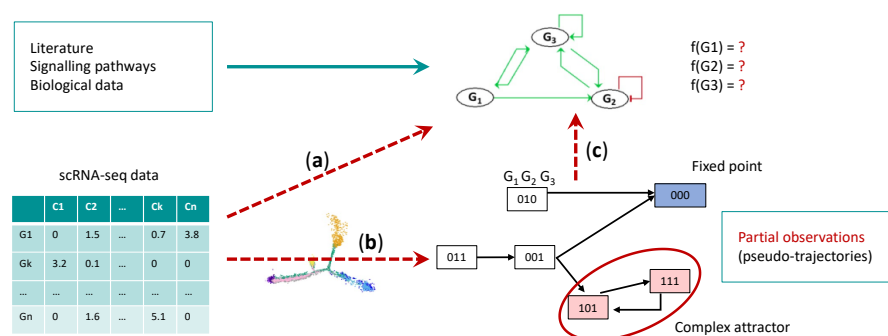 Literature
Signalling pathways
Biological data
G3
G1
G2
f(G1) = ?
f(G2) = ?
f(G3) = ?
(a)
(c)
scRNA-seq data
C1 C2 ... Ck Cn
G1 0 1.5 ... 0.7 3.8
Gk 3.2 0.1 ... 0 0
... ... ... ... ...
Gn 0 1.6 ... 5.1 0
(b)
G1 G2 G3
010
Fixed point
000
011
001
101
111
Complex attractor
Partial observations
(pseudo-trajectories)